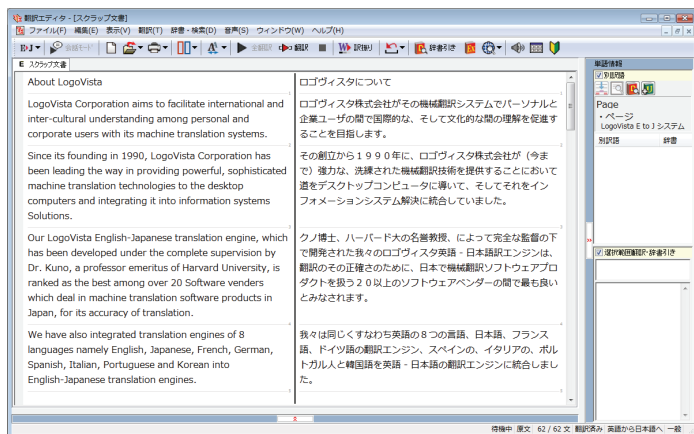 翻訳エディタ - [スクラップ文書]
ファイル(F) 編集(E) 表示(V) 翻訳(T) 辞書・検索(D) 音声(S) ウィンドウ(W) ヘルプ(H)
E▸J 会話モード 全翻訳 翻訳 訳振り 辞書引き
E スクラップ文書
About LogoVista
LogoVista Corporation aims to facilitate international and
inter-cultural understanding among personal and
corporate users with its machine translation systems.
Since its founding in 1990, LogoVista Corporation has
been leading the way in providing powerful, sophisticated
machine translation technologies to the desktop
computers and integrating it into information systems
Solutions.
Our LogoVista English-Japanese translation engine, which
has been developed under the complete supervision by
Dr. Kuno, a professor emeritus of Harvard University, is
ranked as the best among over 20 Software venders
which deal in machine translation software products in
Japan, for its accuracy of translation.
We have also integrated translation engines of 8
languages namely English, Japanese, French, German,
Spanish, Italian, Portuguese and Korean into
English-Japanese translation engines.
ロゴヴィスタについて
ロゴヴィスタ株式会社がその機械翻訳システムでパーソナルと
企業ユーザの間で国際的な、そして文化的な間の理解を促進す
ることを目指します。
その創立から１９９０年に、ロゴヴィスタ株式会社が（今ま
で）強力な、洗練された機械翻訳技術を提供することにおいて
道をデスクトップコンピュータに導いて、そしてそれをイン
フォメーションシステム解決に統合していました。
クノ博士、ハーバード大の名誉教授、によって完全な監督の下
で開発された我々のロゴヴィスタ英語 - 日本語訳エンジンは、
翻訳のその正確さのために、日本で機械翻訳ソフトウェアプロ
ダクトを扱う２０以上のソフトウェアベンダーの間で最も良い
とみなされます。
我々は同じくすなわち英語の８つの言語、日本語、フランス
語、ドイツ語の翻訳エンジン、スペインの、イタリアの、ポル
トガル人と韓国語を英語 - 日本語の翻訳エンジンに統合しまし
た。
単語情報
別訳語
Page
・ページ
LogoVista E to J システム
別訳語 辞書
選択範囲翻訳・辞書引き
待機中 原文 62 / 62 文 翻訳済み 英語から日本語へ 一般